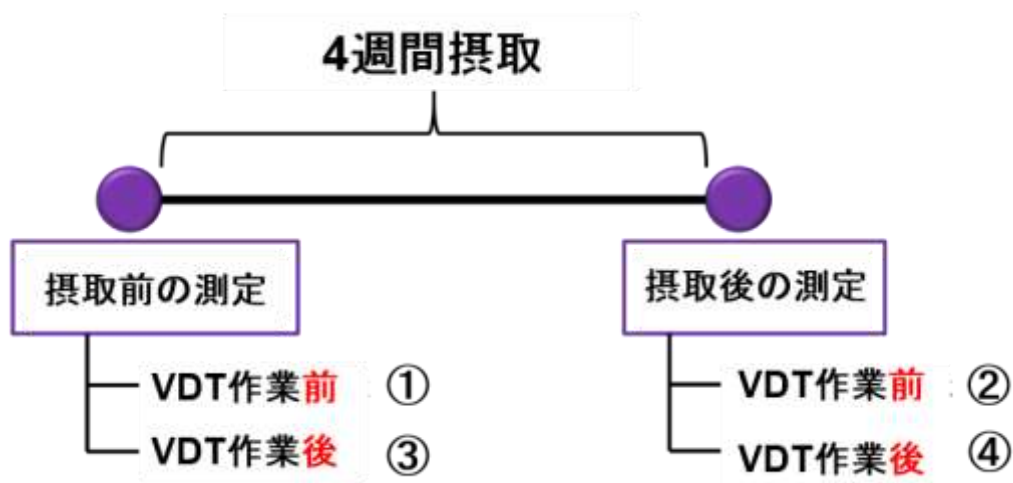 4週間摂取
摂取前の測定
VDT作業前 ①
VDT作業後 ③
摂取後の測定
VDT作業前 ②
VDT作業後 ④